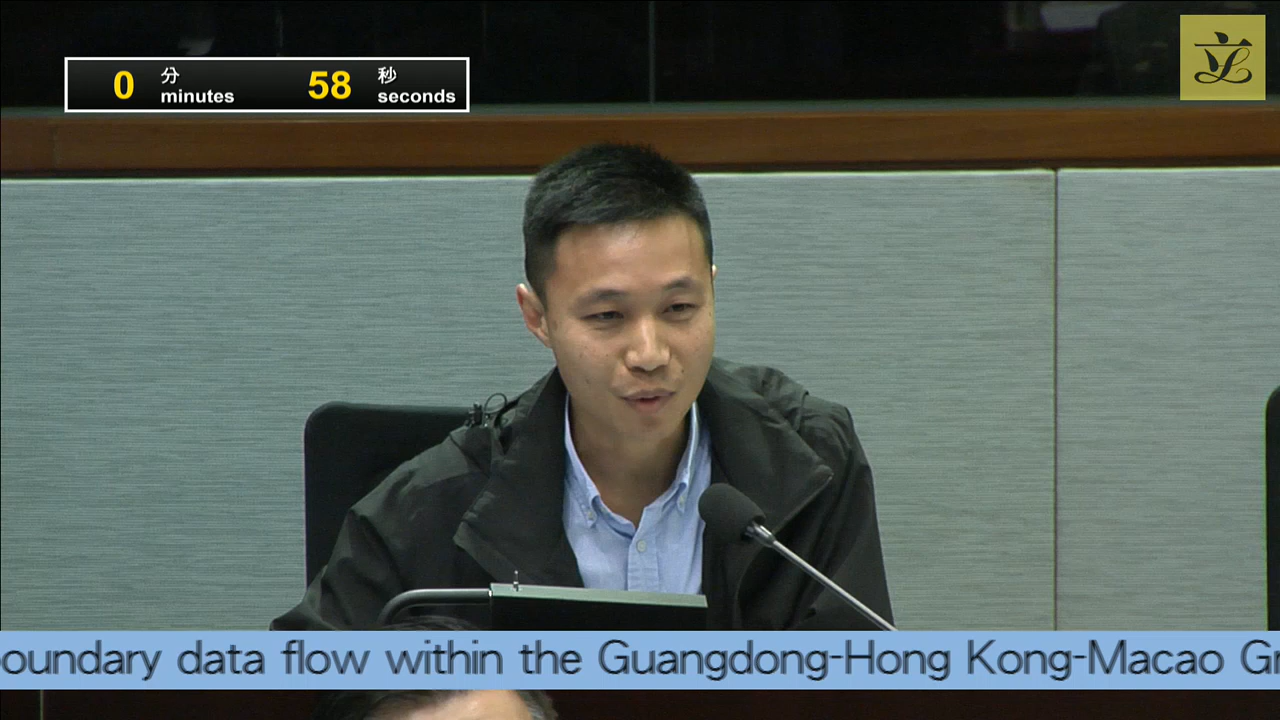 0 分 58 秒
minutes seconds
立
oundary data flow within the Guangdong-Hong Kong-Macao Gr